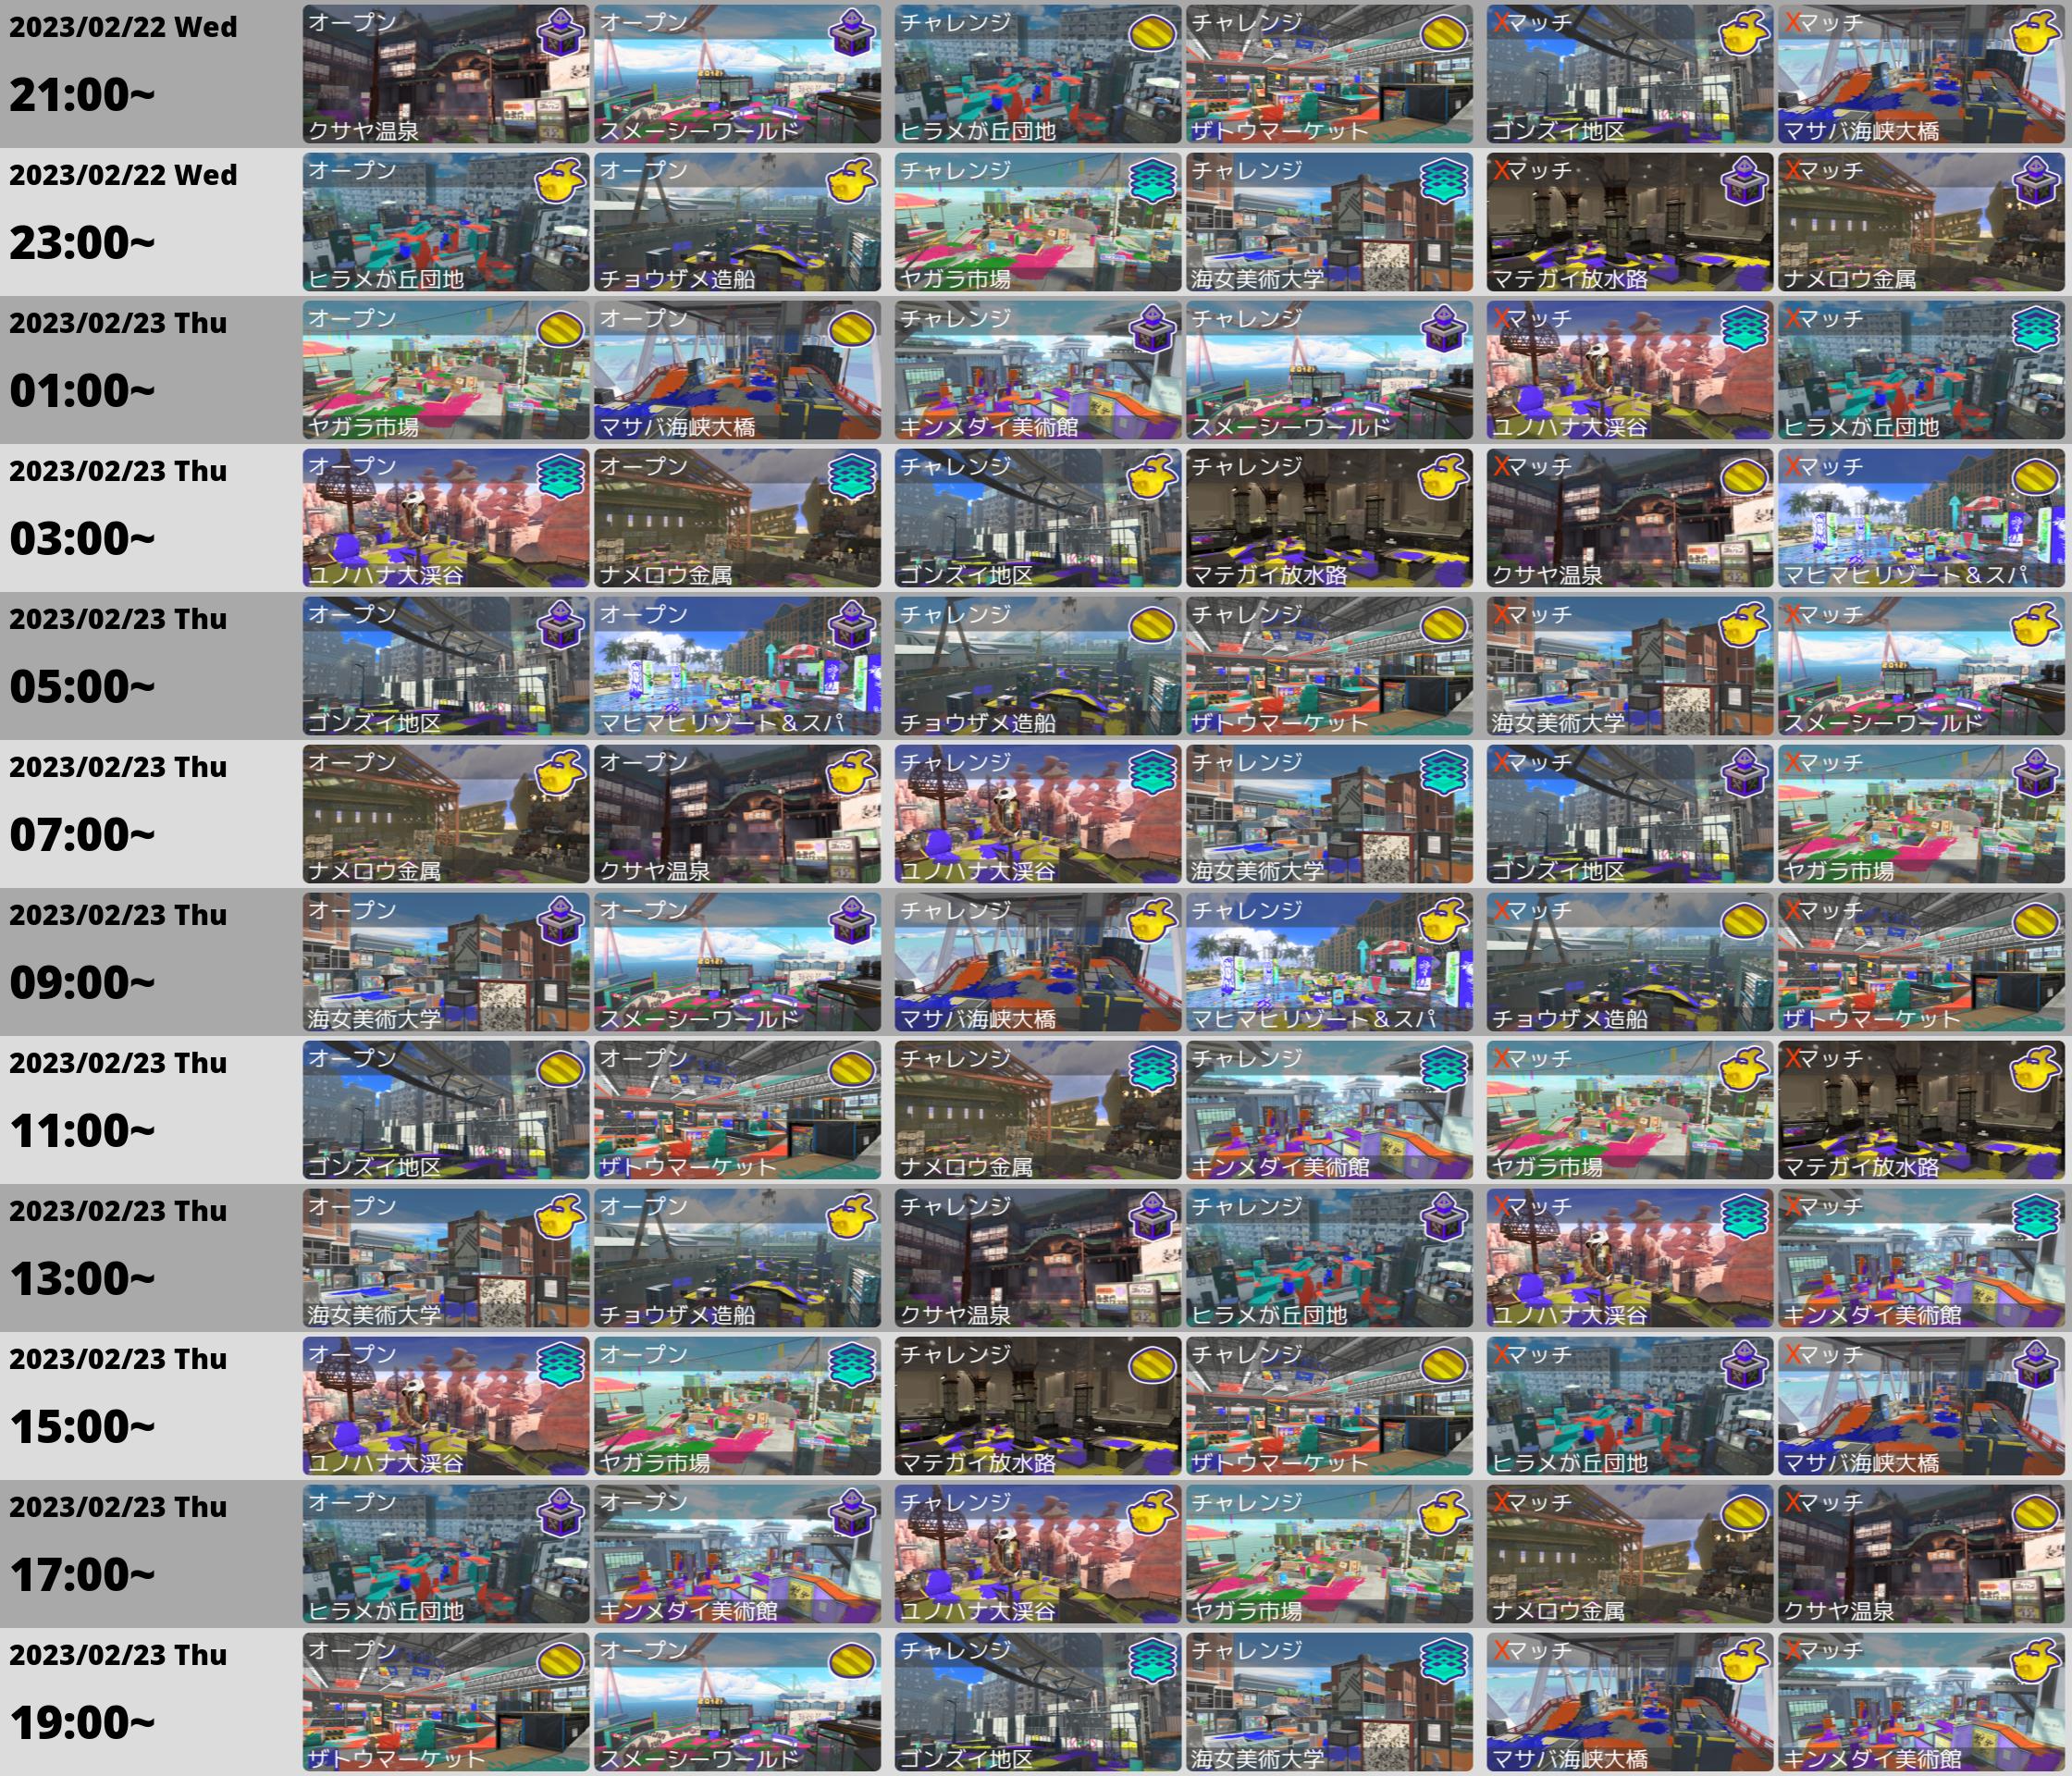 2023/02/22 Wed
21:00~
オープン オープン チャレンジ チャレンジ Xマッチ Xマッチ
クサヤ温泉 スメーシーワールド ヒラメが丘団地 ザトウマーケット ゴンズイ地区 マサバ海峡大橋
2023/02/22 Wed
23:00~
オープン オープン チャレンジ チャレンジ Xマッチ Xマッチ
ヒラメが丘団地 チョウザメ造船 ヤガラ市場 海女美術大学 マテガイ放水路 ナメロウ金属
2023/02/23 Thu
01:00~
オープン オープン チャレンジ チャレンジ Xマッチ Xマッチ
ヤガラ市場 マサバ海峡大橋 キンメダイ美術館 スメーシーワールド ユノハナ大渓谷 ヒラメが丘団地
2023/02/23 Thu
03:00~
オープン オープン チャレンジ チャレンジ Xマッチ Xマッチ
ユノハナ大渓谷 ナメロウ金属 ゴンズイ地区 マテガイ放水路 クサヤ温泉 マヒマヒリゾート＆スパ
2023/02/23 Thu
05:00~
オープン オープン チャレンジ チャレンジ Xマッチ Xマッチ
ゴンズイ地区 マヒマヒリゾート＆スパ チョウザメ造船 ザトウマーケット 海女美術大学 スメーシーワールド
2023/02/23 Thu
07:00~
オープン オープン チャレンジ チャレンジ Xマッチ Xマッチ
ナメロウ金属 クサヤ温泉 ユノハナ大渓谷 海女美術大学 ゴンズイ地区 ヤガラ市場
2023/02/23 Thu
09:00~
オープン オープン チャレンジ チャレンジ Xマッチ Xマッチ
海女美術大学 スメーシーワールド マサバ海峡大橋 マヒマヒリゾート＆スパ チョウザメ造船 ザトウマーケット
2023/02/23 Thu
11:00~
オープン オープン チャレンジ チャレンジ Xマッチ Xマッチ
ゴンズイ地区 ザトウマーケット ナメロウ金属 キンメダイ美術館 ヤガラ市場 マテガイ放水路
2023/02/23 Thu
13:00~
オープン オープン チャレンジ チャレンジ Xマッチ Xマッチ
海女美術大学 チョウザメ造船 クサヤ温泉 ヒラメが丘団地 ユノハナ大渓谷 キンメダイ美術館
2023/02/23 Thu
15:00~
オープン オープン チャレンジ チャレンジ Xマッチ Xマッチ
ユノハナ大渓谷 ヤガラ市場 マテガイ放水路 ザトウマーケット ヒラメが丘団地 マサバ海峡大橋
2023/02/23 Thu
17:00~
オープン オープン チャレンジ チャレンジ Xマッチ Xマッチ
ヒラメが丘団地 キンメダイ美術館 ユノハナ大渓谷 ヤガラ市場 ナメロウ金属 クサヤ温泉
2023/02/23 Thu
19:00~
オープン オープン チャレンジ チャレンジ Xマッチ Xマッチ
ザトウマーケット スメーシーワールド ゴンズイ地区 海女美術大学 マサバ海峡大橋 キンメダイ美術館